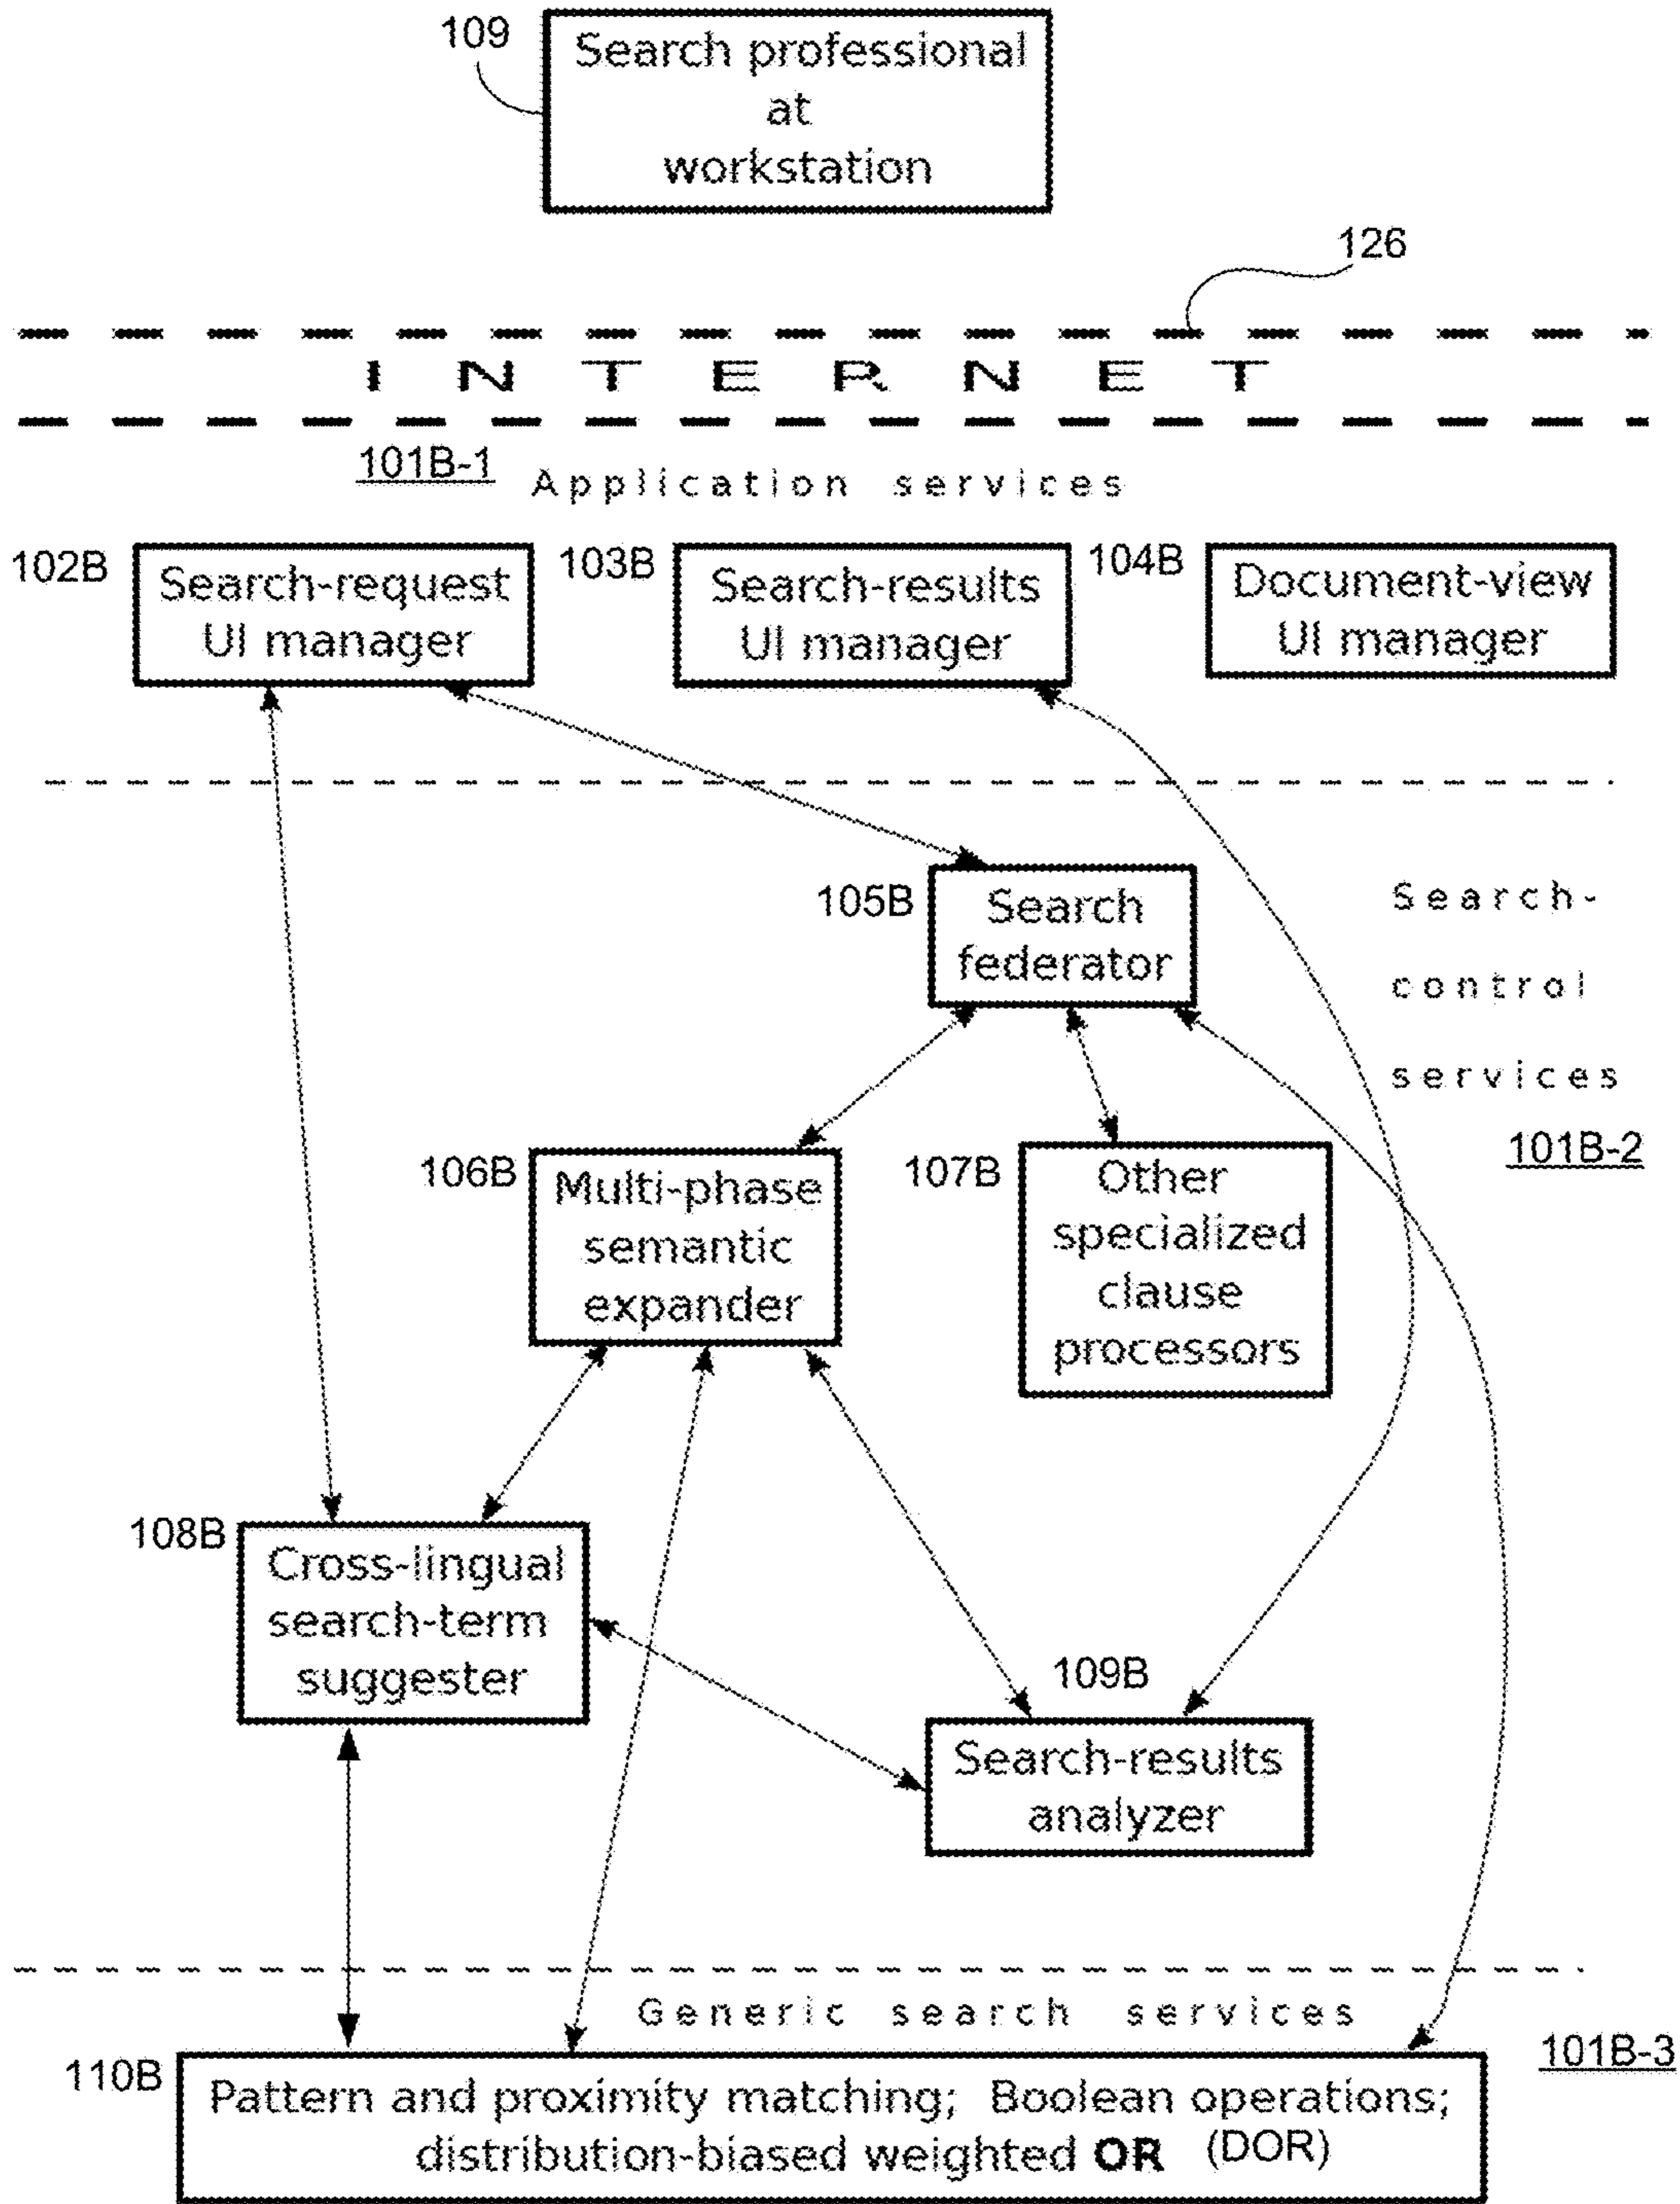 109
Search professional
at
workstation
126
INTERNET
101B-1
Application services
102B
Search-request
UI manager
103B
Search-results
UI manager
104B
Document-view
UI manager
105B
Search
federator
Search-
control
services
101B-2
106B
Multi-phase
semantic
expander
107B
Other
specialized
clause
processors
108B
Cross-lingual
search-term
suggester
109B
Search-results
analyzer
Generic search services
101B-3
110B
Pattern and proximity matching; Boolean operations;
distribution-biased weighted OR (DOR)